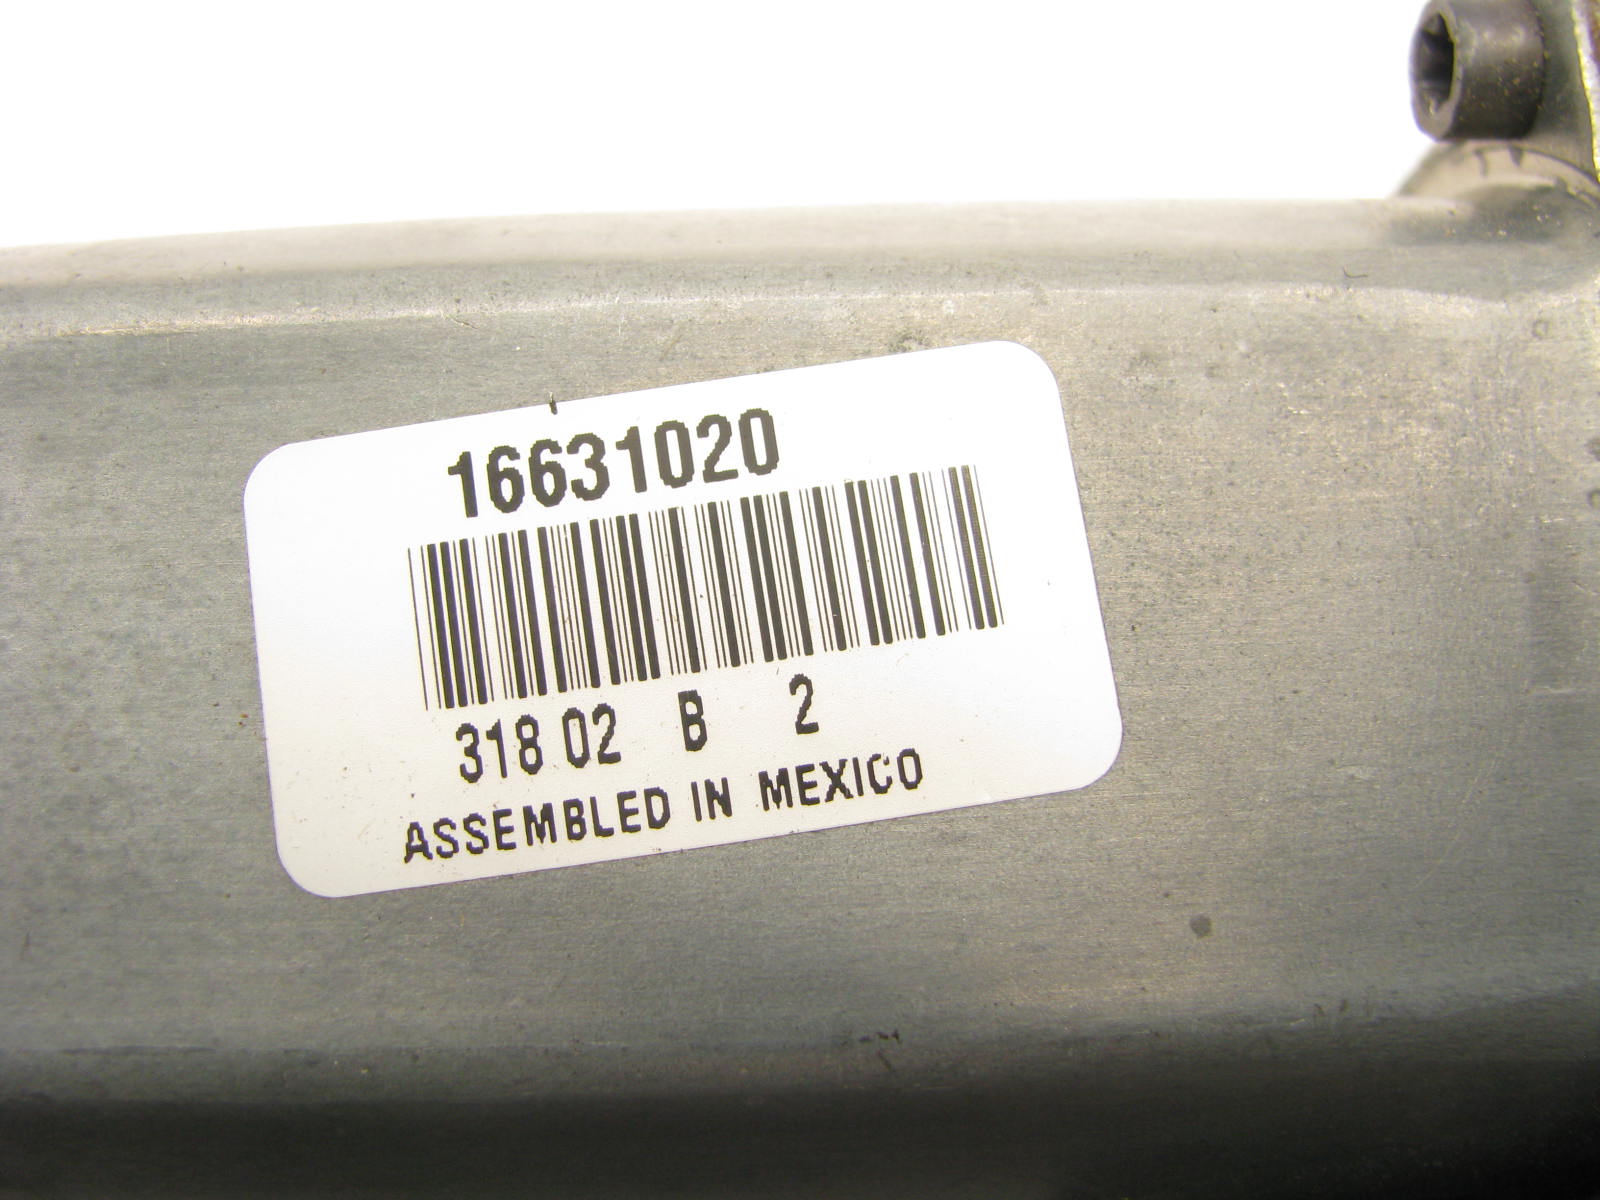 16631020
318 02 B 2
ASSEMBLED IN MEXICO